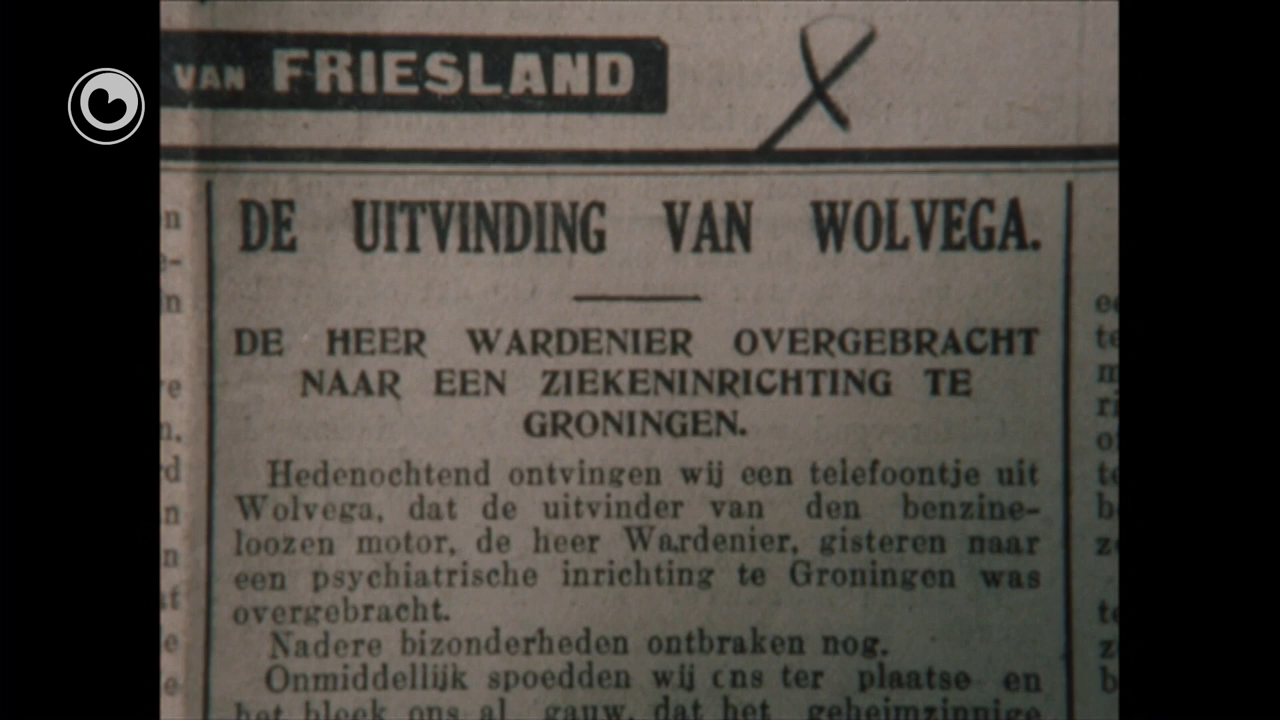 VAN FRIESLAND
DE UITVINDING VAN WOLVEGA.
DE HEER WARDENIER OVERGEBRACHT
NAAR EEN ZIEKENINRICHTING TE
GRONINGEN.
Hedenochtend ontvingen wij een telefoontje uit
Wolvega, dat de uitvinder van den benzine-
loozen motor, de heer Wardenier, gisteren naar
een psychiatrische inrichting te Groningen was
overgebracht.
Nadere bizonderheden ontbraken nog.
Onmiddellijk spoedden wij ons ter plaatse en
het bleek ons al gauw, dat het geheimzinnige